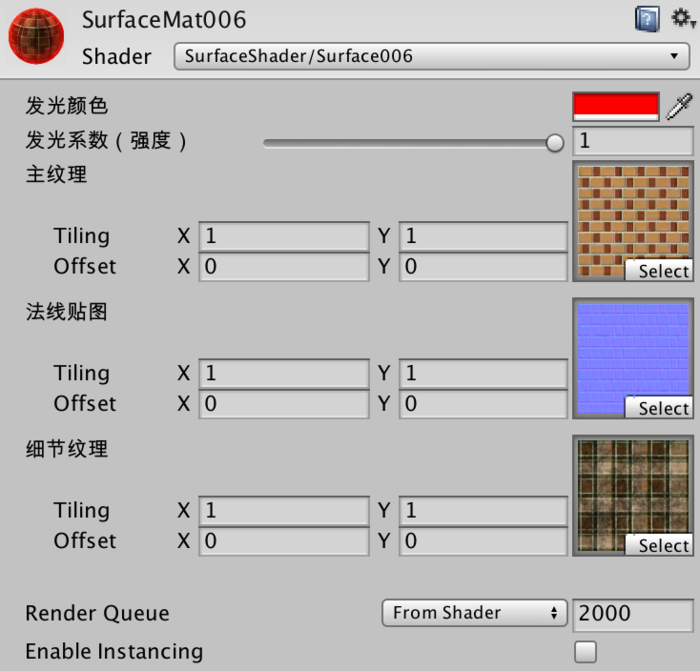 SurfaceMat006
Shader SurfaceShader/Surface006
发光颜色
发光系数（强度） 1
主纹理
Tiling X 1 Y 1
Offset X 0 Y 0
Select
法线贴图
Tiling X 1 Y 1
Offset X 0 Y 0
Select
细节纹理
Tiling X 1 Y 1
Offset X 0 Y 0
Select
Render Queue From Shader 2000
Enable Instancing